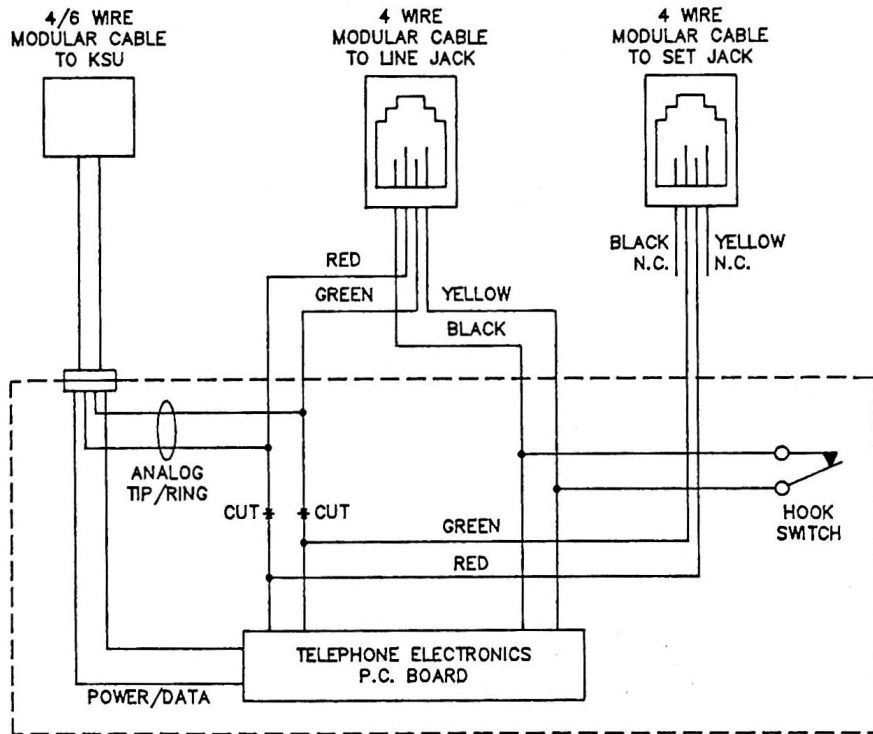 4/6 WIRE
MODULAR CABLE
TO KSU
4 WIRE
MODULAR CABLE
TO LINE JACK
4 WIRE
MODULAR CABLE
TO SET JACK
BLACK
N.C.
YELLOW
N.C.
RED
GREEN
YELLOW
BLACK
ANALOG
TIP/RING
CUT
CUT
HOOK
SWITCH
GREEN
RED
TELEPHONE ELECTRONICS
P.C. BOARD
POWER/DATA